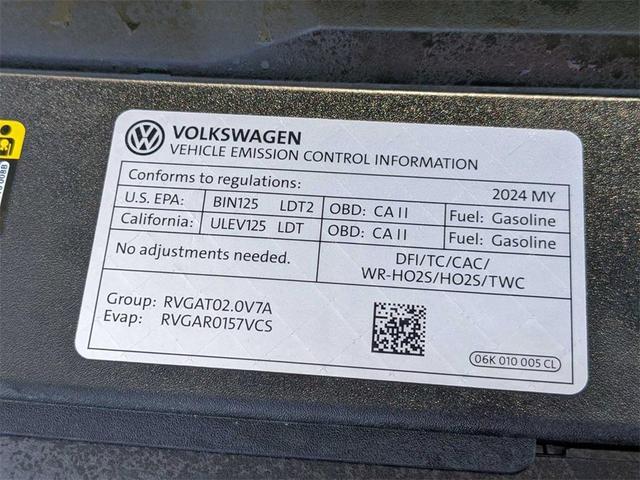 VOLKSWAGEN
VEHICLE EMISSION CONTROL INFORMATION
Conforms to regulations: 2024 MY
U.S. EPA: BIN125 LDT2 OBD: CA II Fuel: Gasoline
California: ULEV125 LDT OBD: CA II Fuel: Gasoline
No adjustments needed. DFI/TC/CAC/
WR-HO2S/HO2S/TWC
Group: RVGAT02.0V7A
Evap: RVGAR0157VCS
06K 010 005 CL